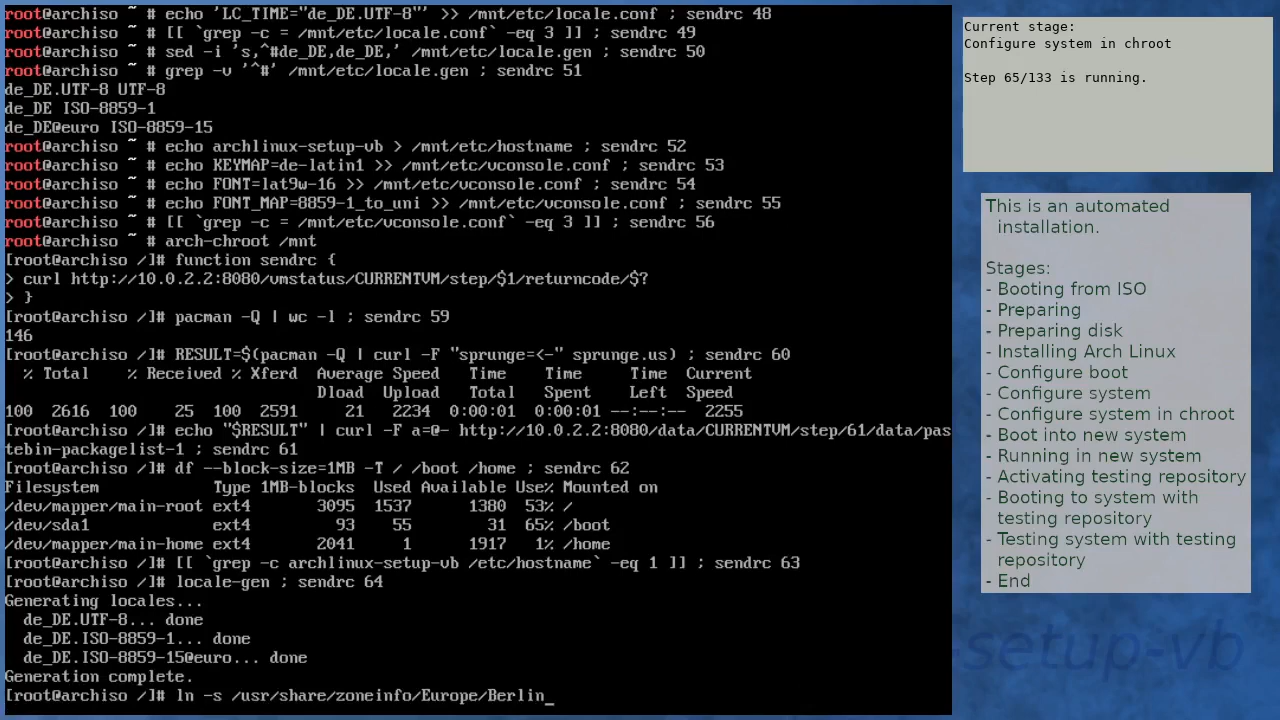 root@archiso ~ # echo 'LC_TIME="de_DE.UTF-8"' >> /mnt/etc/locale.conf ; sendrc 48
root@archiso ~ # [[ `grep -c = /mnt/etc/locale.conf` -eq 3 ]] ; sendrc 49
root@archiso ~ # sed -i 's,^#de_DE,de_DE,' /mnt/etc/locale.gen ; sendrc 50
root@archiso ~ # grep -v '^#' /mnt/etc/locale.gen ; sendrc 51
de_DE.UTF-8 UTF-8
de_DE ISO-8859-1
de_DE@euro ISO-8859-15
root@archiso ~ # echo archlinux-setup-vb > /mnt/etc/hostname ; sendrc 52
root@archiso ~ # echo KEYMAP=de-latin1 >> /mnt/etc/vconsole.conf ; sendrc 53
root@archiso ~ # echo FONT=lat9w-16 >> /mnt/etc/vconsole.conf ; sendrc 54
root@archiso ~ # echo FONT_MAP=8859-1_to_uni >> /mnt/etc/vconsole.conf ; sendrc 55
root@archiso ~ # [[ `grep -c = /mnt/etc/vconsole.conf` -eq 3 ]] ; sendrc 56
root@archiso ~ # arch-chroot /mnt
[root@archiso /]# function sendrc {
> curl http://10.0.2.2:8080/vmstatus/CURRENTVM/step/$1/returncode/$?
> }
[root@archiso /]# pacman -Q | wc -l ; sendrc 59
146
[root@archiso /]# RESULT=$(pacman -Q | curl -F "sprunge=<-" sprunge.us) ; sendrc 60
  % Total    % Received % Xferd  Average Speed   Time    Time     Time  Current
                                 Dload  Upload   Total   Spent    Left  Speed
100  2616  100    25  100  2591     21   2234  0:00:01  0:00:01 --:--:--  2255
[root@archiso /]# echo "$RESULT" | curl -F a=@- http://10.0.2.2:8080/data/CURRENTVM/step/61/data/pas
tebin-packagelist-1 ; sendrc 61
[root@archiso /]# df --block-size=1MB -T / /boot /home ; sendrc 62
Filesystem            Type 1MB-blocks  Used Available Use% Mounted on
/dev/mapper/main-root ext4       3095  1537      1380  53% /
/dev/sda1             ext4         93    55        31  65% /boot
/dev/mapper/main-home ext4       2041     1      1917   1% /home
[root@archiso /]# [[ `grep -c archlinux-setup-vb /etc/hostname` -eq 1 ]] ; sendrc 63
[root@archiso /]# locale-gen ; sendrc 64
Generating locales...
  de_DE.UTF-8... done
  de_DE.ISO-8859-1... done
  de_DE.ISO-8859-15@euro... done
Generation complete.
[root@archiso /]# ln -s /usr/share/zoneinfo/Europe/Berlin_
Current stage:
Configure system in chroot
Step 65/133 is running.
This is an automated
installation.
Stages:
- Booting from ISO
- Preparing
- Preparing disk
- Installing Arch Linux
- Configure boot
- Configure system
- Configure system in chroot
- Boot into new system
- Running in new system
- Activating testing repository
- Booting to system with
testing repository
- Testing system with testing
repository
- End
-setup-vb